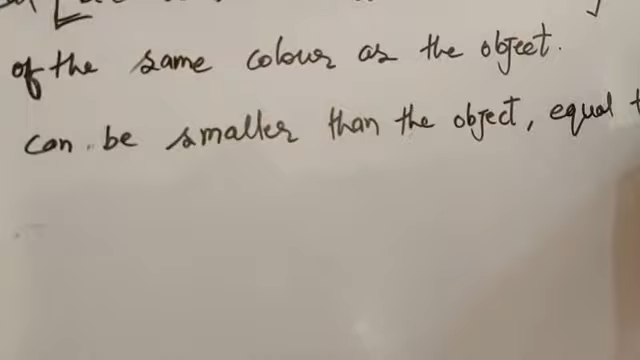 of the same colour as the object.
can be smaller than the object, equal